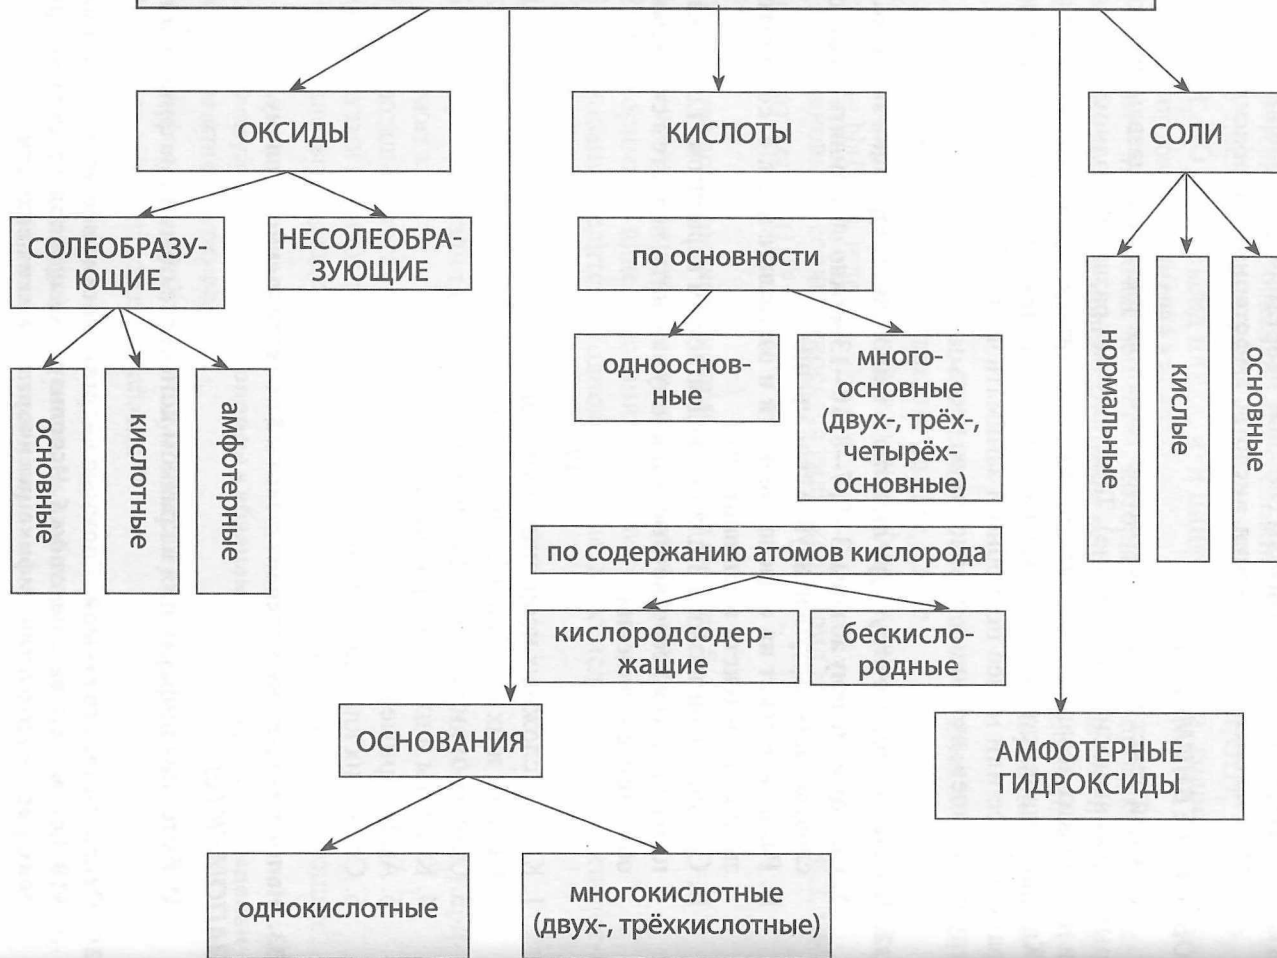 ОКСИДЫ
КИСЛОТЫ
СОЛИ
СОЛЕОБРАЗУ-
ЮЩИЕ
НЕСОЛЕОБРА-
ЗУЮЩИЕ
основные
кислотные
амфотерные
по основности
однооснов-
ные
много-
основные
(двух-, трёх-,
четырёх-
основные)
нормальные
кислые
основные
по содержанию атомов кислорода
кислородсодер-
жащие
бескисло-
родные
ОСНОВАНИЯ
АМФОТЕРНЫЕ
ГИДРОКСИДЫ
однокислотные
многокислотные
(двух-, трёхкислотные)